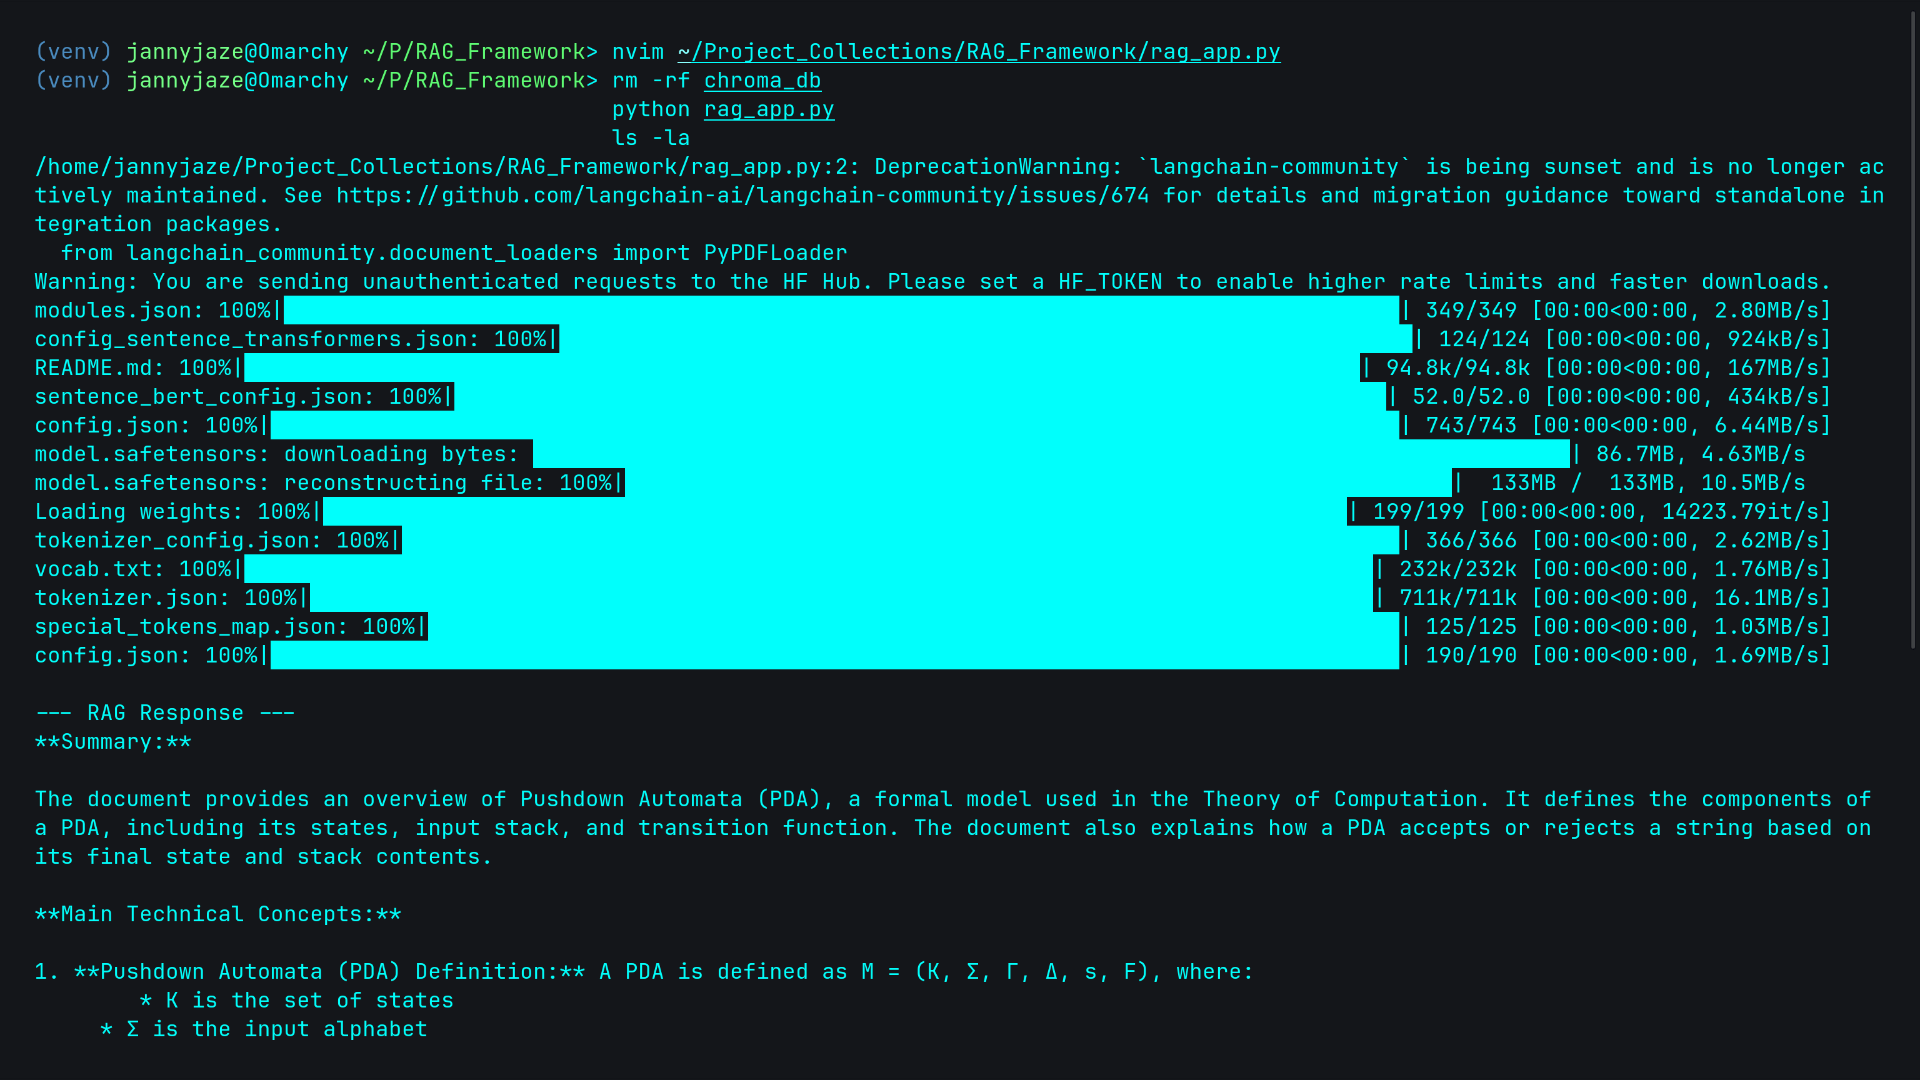 (venv) jannyjaze@Omarchy ~/P/RAG_Framework> nvim ~/Project_Collections/RAG_Framework/rag_app.py
(venv) jannyjaze@Omarchy ~/P/RAG_Framework> rm -rf chroma_db
python rag_app.py
ls -la
/home/jannyjaze/Project_Collections/RAG_Framework/rag_app.py:2: DeprecationWarning: `langchain-community` is being sunset and is no longer ac
tively maintained. See https://github.com/langchain-ai/langchain-community/issues/674 for details and migration guidance toward standalone in
tegration packages.
from langchain_community.document_loaders import PyPDFLoader
Warning: You are sending unauthenticated requests to the HF Hub. Please set a HF_TOKEN to enable higher rate limits and faster downloads.
modules.json: 100%| | 349/349 [00:00<00:00, 2.80MB/s]
config_sentence_transformers.json: 100%| | 124/124 [00:00<00:00, 924kB/s]
README.md: 100%| | 94.8k/94.8k [00:00<00:00, 167MB/s]
sentence_bert_config.json: 100%| | 52.0/52.0 [00:00<00:00, 434kB/s]
config.json: 100%| | 743/743 [00:00<00:00, 6.44MB/s]
model.safetensors: downloading bytes: | 86.7MB, 4.63MB/s
model.safetensors: reconstructing file: 100%| | 133MB / 133MB, 10.5MB/s
Loading weights: 100%| | 199/199 [00:00<00:00, 14223.79it/s]
tokenizer_config.json: 100%| | 366/366 [00:00<00:00, 2.62MB/s]
vocab.txt: 100%| | 232k/232k [00:00<00:00, 1.76MB/s]
tokenizer.json: 100%| | 711k/711k [00:00<00:00, 16.1MB/s]
special_tokens_map.json: 100%| | 125/125 [00:00<00:00, 1.03MB/s]
config.json: 100%| | 190/190 [00:00<00:00, 1.69MB/s]
--- RAG Response ---
**Summary:**
The document provides an overview of Pushdown Automata (PDA), a formal model used in the Theory of Computation. It defines the components of
a PDA, including its states, input stack, and transition function. The document also explains how a PDA accepts or rejects a string based on
its final state and stack contents.
**Main Technical Concepts:**
1. **Pushdown Automata (PDA) Definition:** A PDA is defined as M = (K, Σ, Γ, Δ, s, F), where:
* K is the set of states
* Σ is the input alphabet